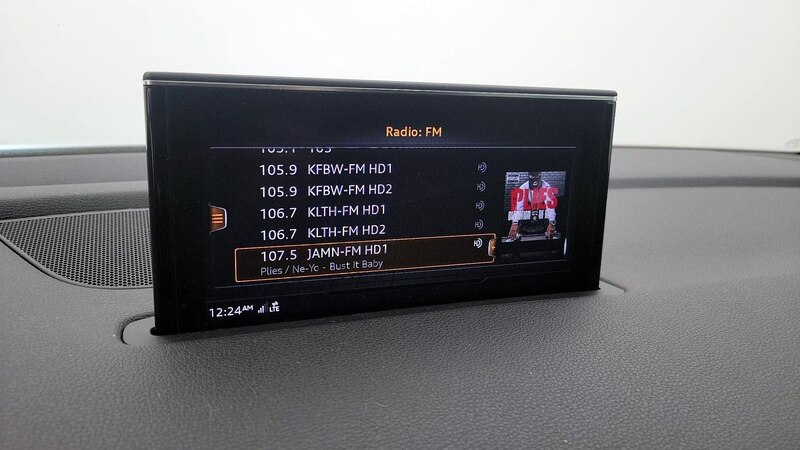 Radio: FM
105.9 KFBW-FM HD1
105.9 KFBW-FM HD2
106.7 KLTH-FM HD1
106.7 KLTH-FM HD2
107.5 JAMN-FM HD1
Plies / Ne-Yo - Bust It Baby
PLIES
12:24AM LTE